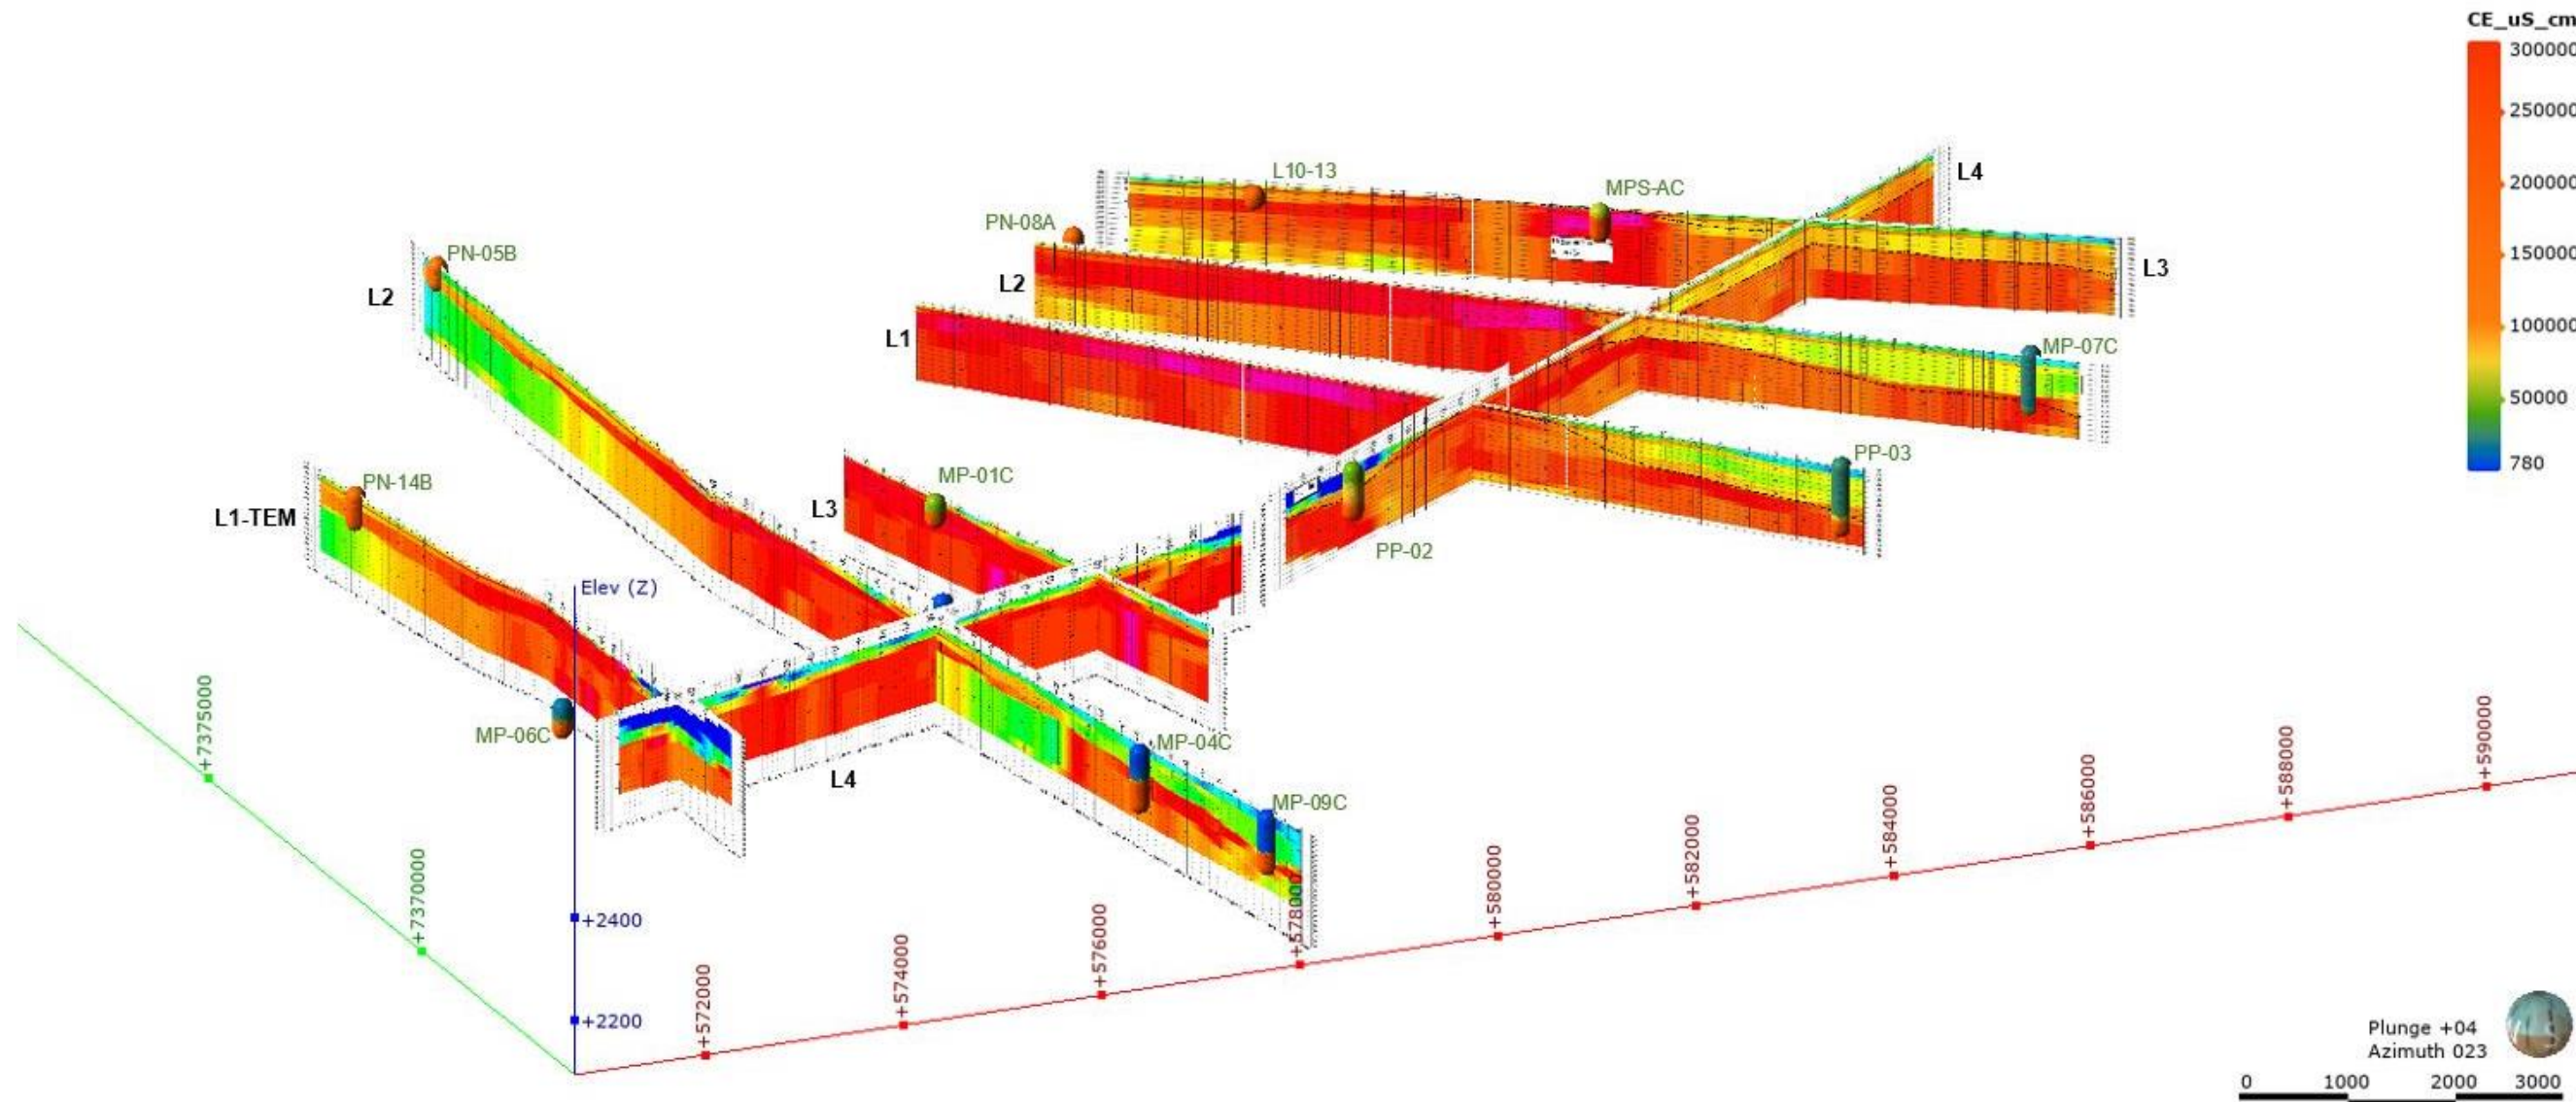 CE_uS_cm
300000
250000
200000
150000
100000
50000
780
L4
L10-13
MPS-AC
PN-08A
L3
PN-05B
L2
L2
L1
MP-07C
PP-03
PN-14B
MP-01C
L3
L1-TEM
PP-02
Elev (Z)
MP-06C
MP-04C
L4
MP-09C
+7375000
+7370000
+2400
+2200
+572000
+574000
+576000
+578000
+580000
+582000
+584000
+586000
+588000
+590000
Plunge +04
Azimuth 023
0 1000 2000 3000